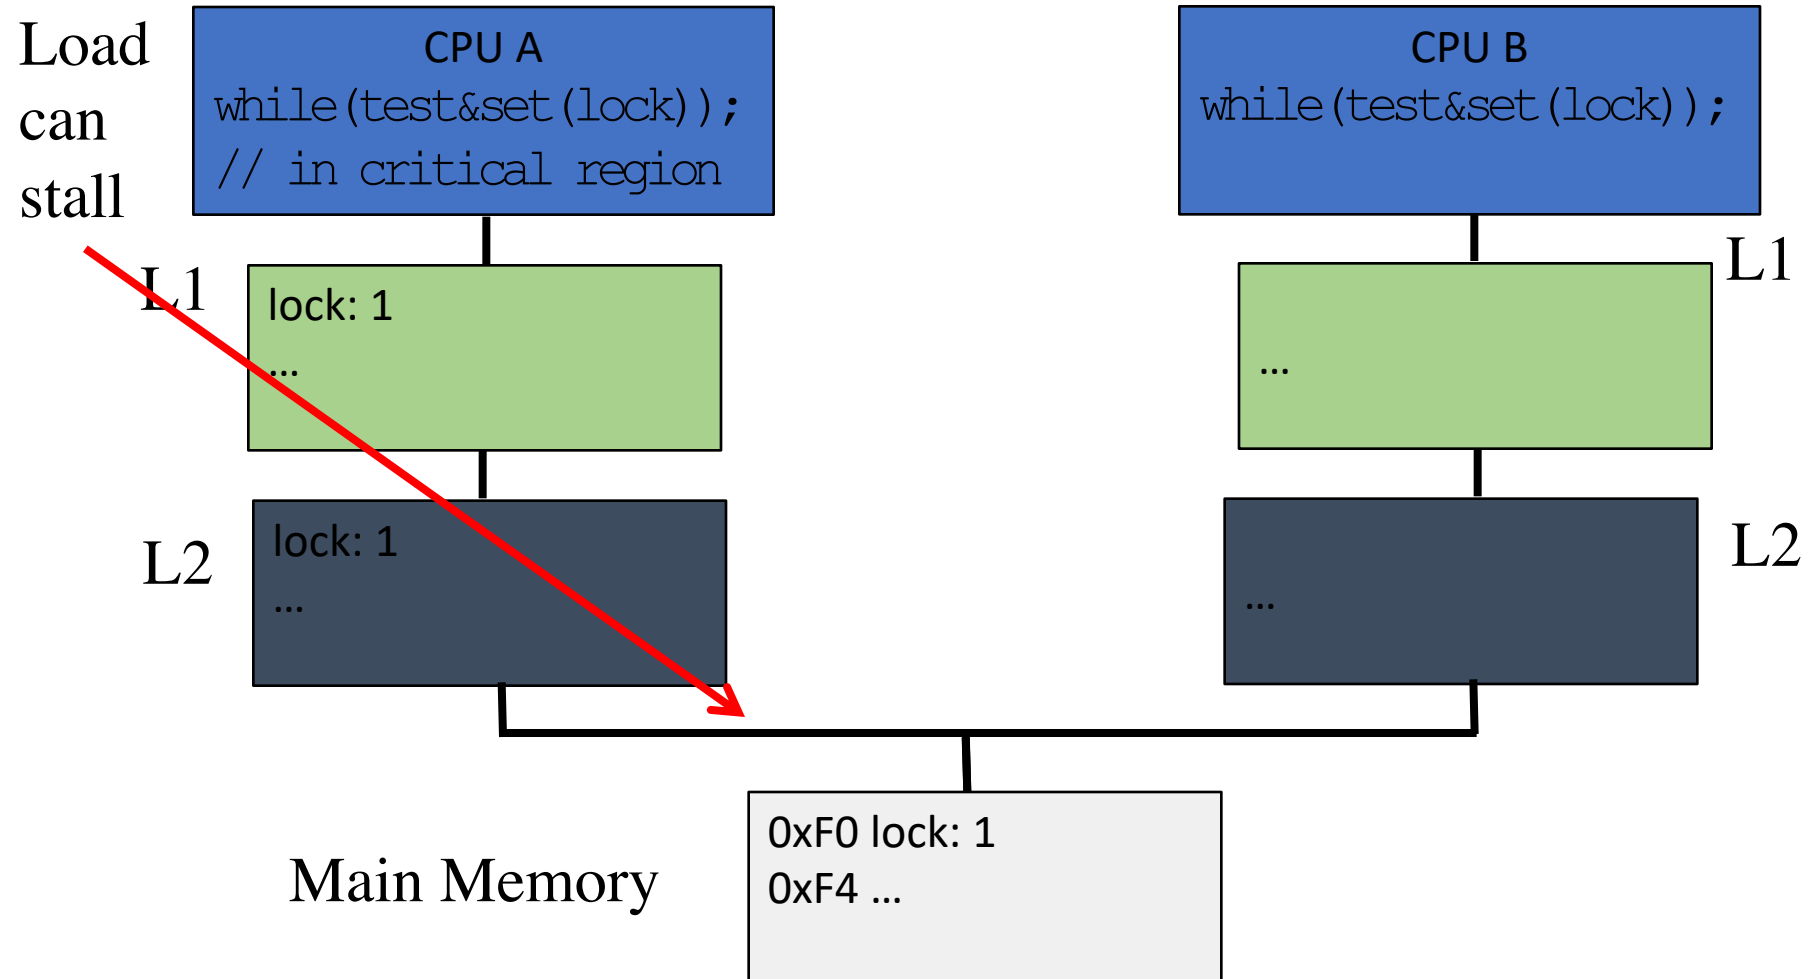 Load
can
stall
CPU A
while(test&set(lock));
// in critical region
CPU B
while(test&set(lock));
L1
lock: 1
…
L1
…
L2
lock: 1
…
L2
…
Main Memory
0xF0 lock: 1
0xF4 …